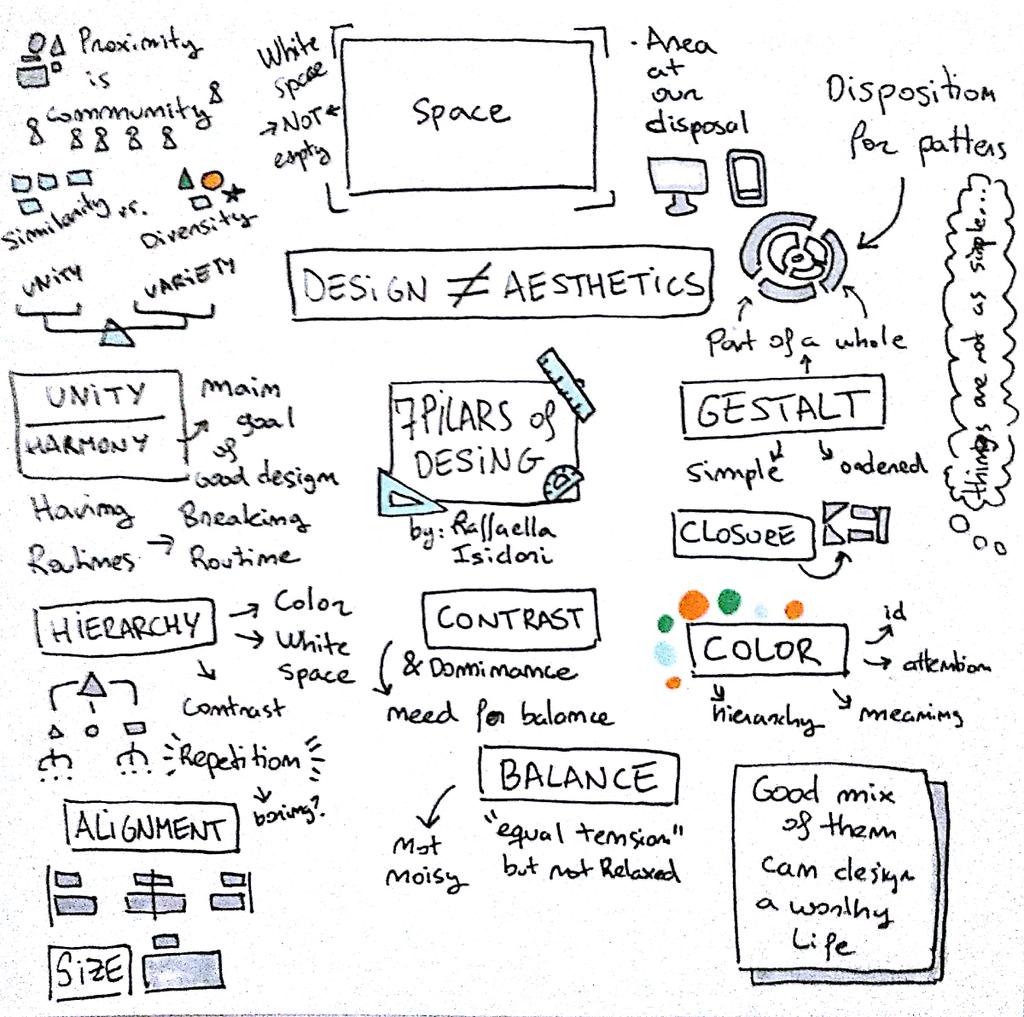 Proximity
is
community
Similarity vs.
Diversity
UNITY
VARIETY
White
space
NOT
empty
Space
• Area
at
our
disposal
Disposition
for patters
things are not as simple...
DESIGN ≠ AESTHETICS
Part of a whole
GESTALT
simple
ordered
CLOSURE
UNITY
HARMONY
main
goal
of
Good design
Having
Routines → Breaking
Routine
7 PILARS of
DESING
by: Raffaella
Isidori
HIERARCHY
Color
White
space
Contrast
Repetition
boring?
CONTRAST
& Dominance
need for balance
COLOR
id
attention
meaning
hierarchy
BALANCE
"equal tension"
but not Relaxed
Not
noisy
ALIGNMENT
SIZE
Good mix
of them
can design
a worthy
Life